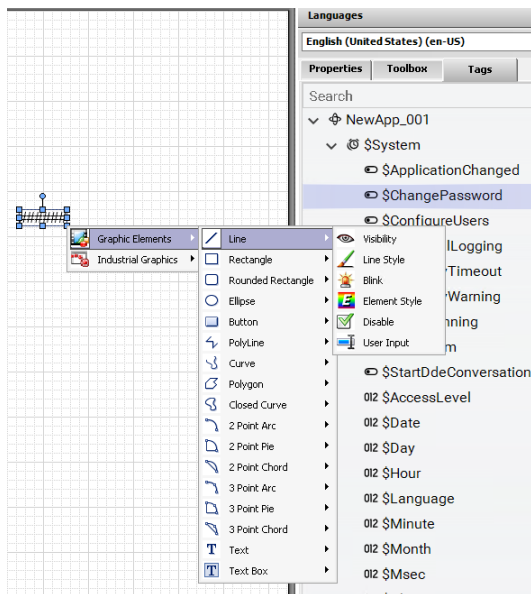 Languages
English (United States) (en-US)
Properties Toolbox Tags
Search
NewApp_001
$System
$ApplicationChanged
$ChangePassword
$ConfigureUsers
lLogging
Timeout
Warning
nning
m
$StartDdeConversation
012 $AccessLevel
012 $Date
012 $Day
012 $Hour
012 $Language
012 $Minute
012 $Month
012 $Msec
######
Graphic Elements
Industrial Graphics
Line
Rectangle
Rounded Rectangle
Ellipse
Button
PolyLine
Curve
Polygon
Closed Curve
2 Point Arc
2 Point Pie
2 Point Chord
3 Point Arc
3 Point Pie
3 Point Chord
T Text
T Text Box
Visibility
Line Style
Blink
E Element Style
Disable
User Input